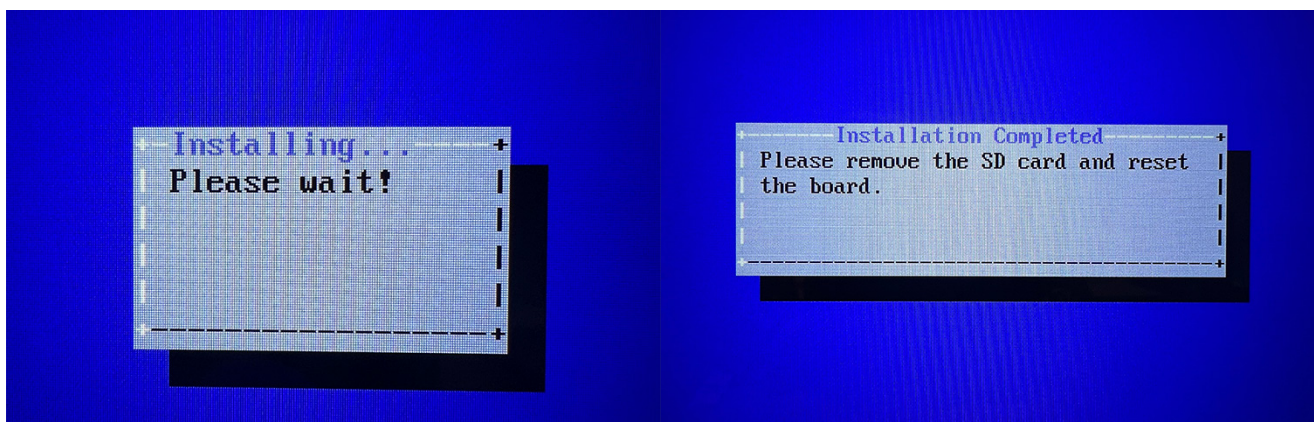 Installing...
Please wait!
Installation Completed
Please remove the SD card and reset
the board.